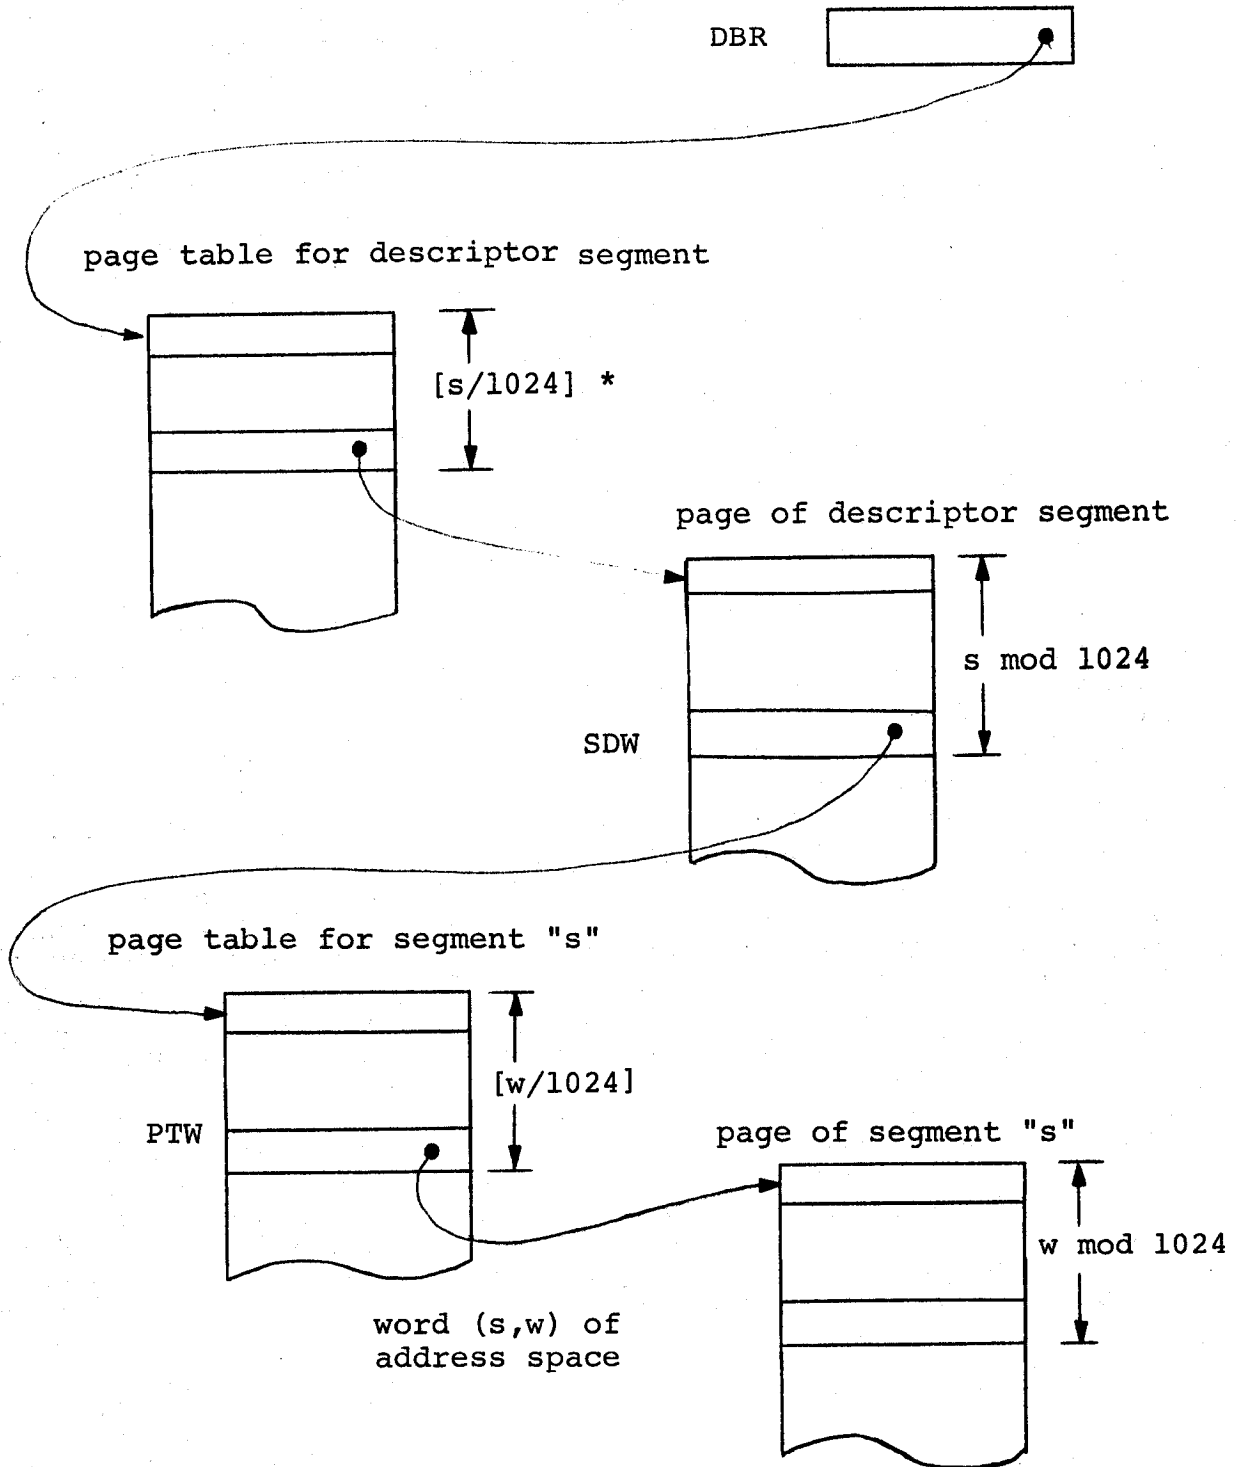 DBR
page table for descriptor segment
[s/1024] *
page of descriptor segment
s mod 1024
SDW
page table for segment "s"
[w/1024]
PTW
page of segment "s"
w mod 1024
word (s,w) of
address space